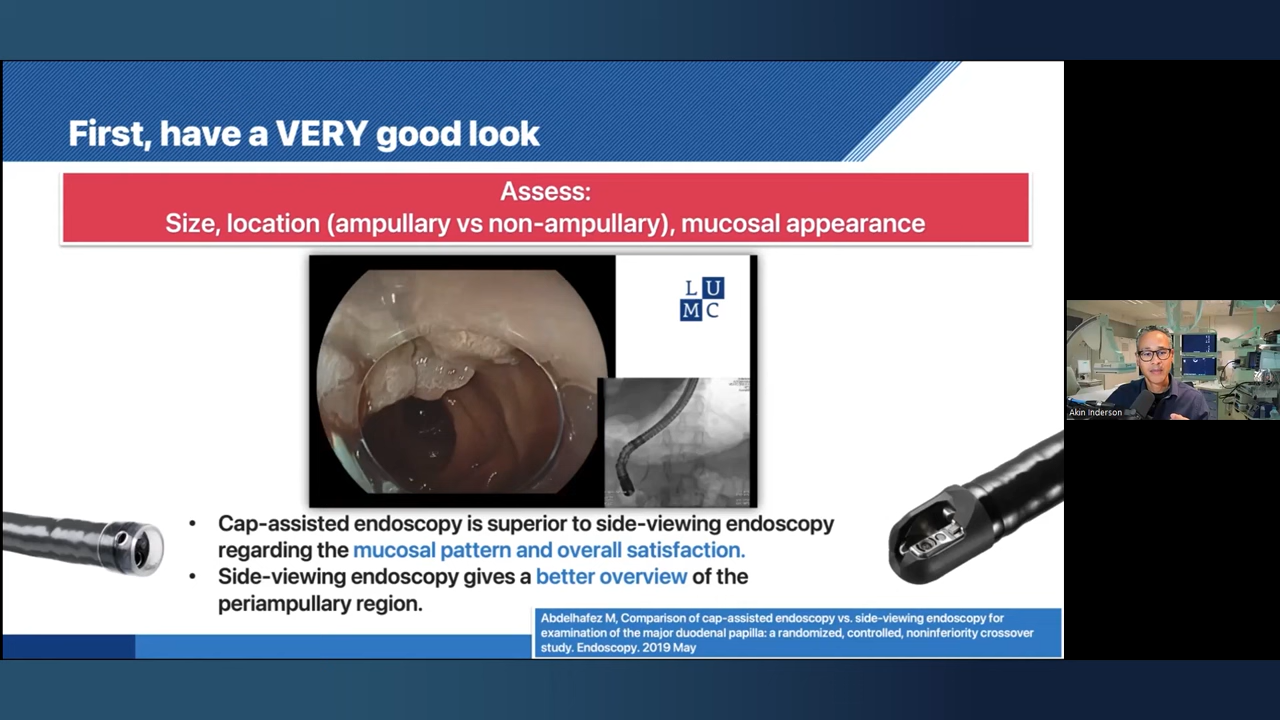 First, have a VERY good look
Assess:
Size, location (ampullary vs non-ampullary), mucosal appearance
L U
M C
• Cap-assisted endoscopy is superior to side-viewing endoscopy
regarding the mucosal pattern and overall satisfaction.
• Side-viewing endoscopy gives a better overview of the
periampullary region.
Abdelhafez M, Comparison of cap-assisted endoscopy vs. side-viewing endoscopy for
examination of the major duodenal papilla: a randomized, controlled, noninferiority crossover
study. Endoscopy. 2019 May
Akin Inderson